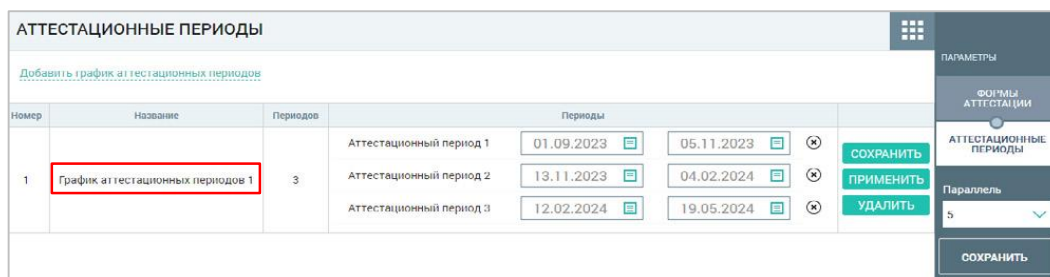 АТТЕСТАЦИОННЫЕ ПЕРИОДЫ
Добавить график аттестационных периодов
Номер Название Периодов Периоды
1 График аттестационных периодов 1 3
Аттестационный период 1 01.09.2023 05.11.2023
Аттестационный период 2 13.11.2023 04.02.2024
Аттестационный период 3 12.02.2024 19.05.2024
СОХРАНИТЬ
ПРИМЕНИТЬ
УДАЛИТЬ
ПАРАМЕТРЫ
ФОРМЫ
АТТЕСТАЦИИ
АТТЕСТАЦИОННЫЕ
ПЕРИОДЫ
Параллель
5
СОХРАНИТЬ